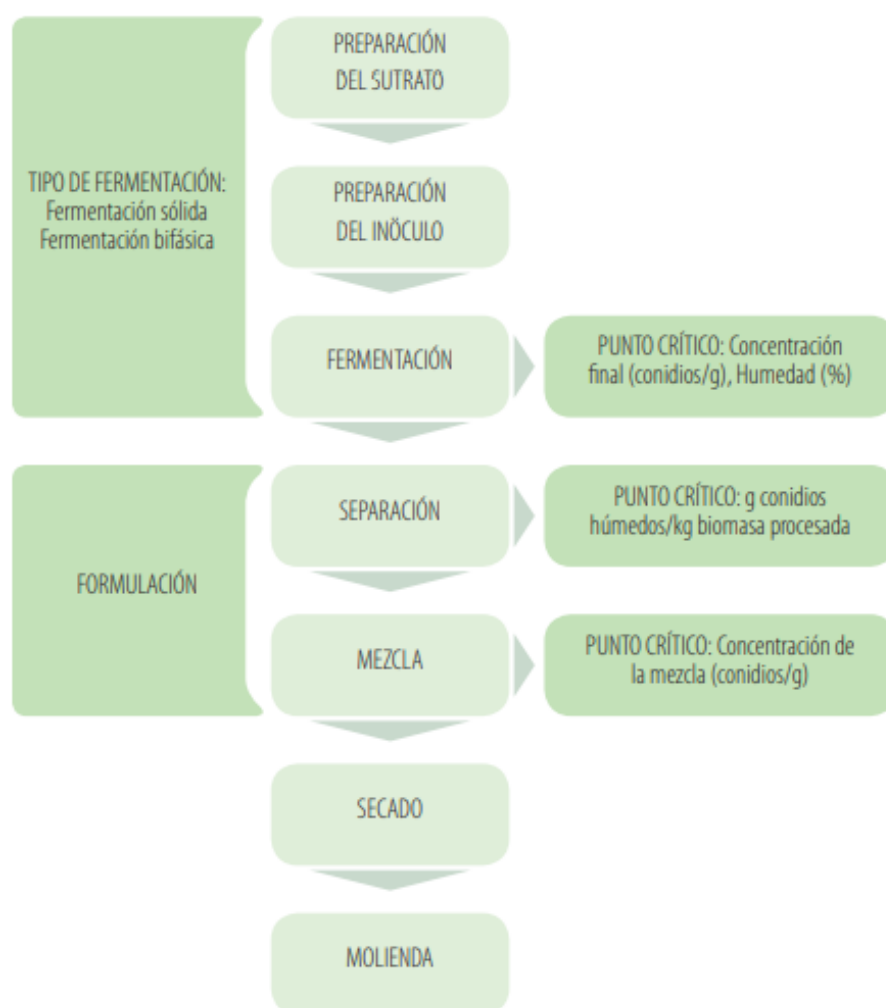 PREPARACIÓN
DEL SUTRATO
TIPO DE FERMENTACIÓN:
Fermentación sólida
Fermentación bifásica
PREPARACIÓN
DEL INÖCULO
FERMENTACIÓN
PUNTO CRÍTICO: Concentración
final (conidios/g), Humedad (%)
FORMULACIÓN
SEPARACIÓN
PUNTO CRÍTICO: g conidios
húmedos/kg biomasa procesada
MEZCLA
PUNTO CRÍTICO: Concentración de
la mezcla (conidios/g)
SECADO
MOLIENDA